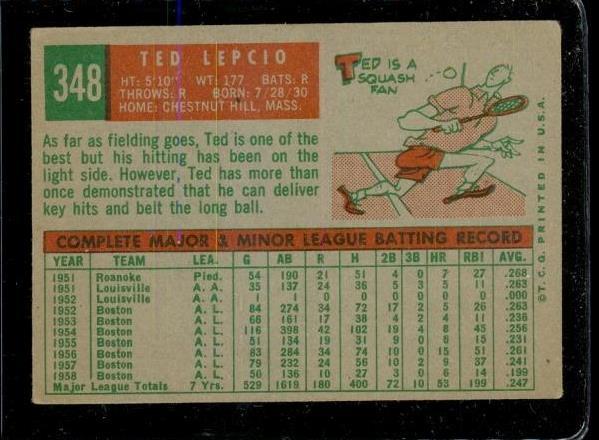 348
TED LEPCIO
HT: 5'10" WT: 177 BATS: R
THROWS: R BORN: 7/28/30
HOME: CHESTNUT HILL, MASS.
TED IS A
SQUASH
FAN
As far as fielding goes, Ted is one of the
best but his hitting has been on the
light side. However, Ted has more than
once demonstrated that he can deliver
key hits and belt the long ball.
COMPLETE MAJOR & MINOR LEAGUE BATTING RECORD
YEAR TEAM LEA. G AB R H 2B 3B HR RBI AVG.
1951 Roanoke Pied. 54 190 21 51 4 0 7 27 .268
1951 Louisville A. A. 35 137 24 36 5 3 5 11 .263
1952 Louisville A. A. 1 1 0 0 0 0 0 0 .000
1952 Boston A. L. 84 274 34 72 17 2 5 26 .263
1953 Boston A. L. 66 161 17 38 4 2 4 11 .236
1954 Boston A. L. 116 398 42 102 19 4 8 45 .256
1955 Boston A. L. 51 134 19 31 9 0 6 15 .231
1956 Boston A. L. 83 284 34 74 10 0 15 51 .261
1957 Boston A. L. 79 232 24 56 10 2 9 37 .241
1958 Boston A. L. 50 136 10 27 3 0 6 14 .199
Major League Totals 7 Yrs. 529 1619 180 400 72 10 53 199 .247
©T.C.G. PRINTED IN U.S.A.